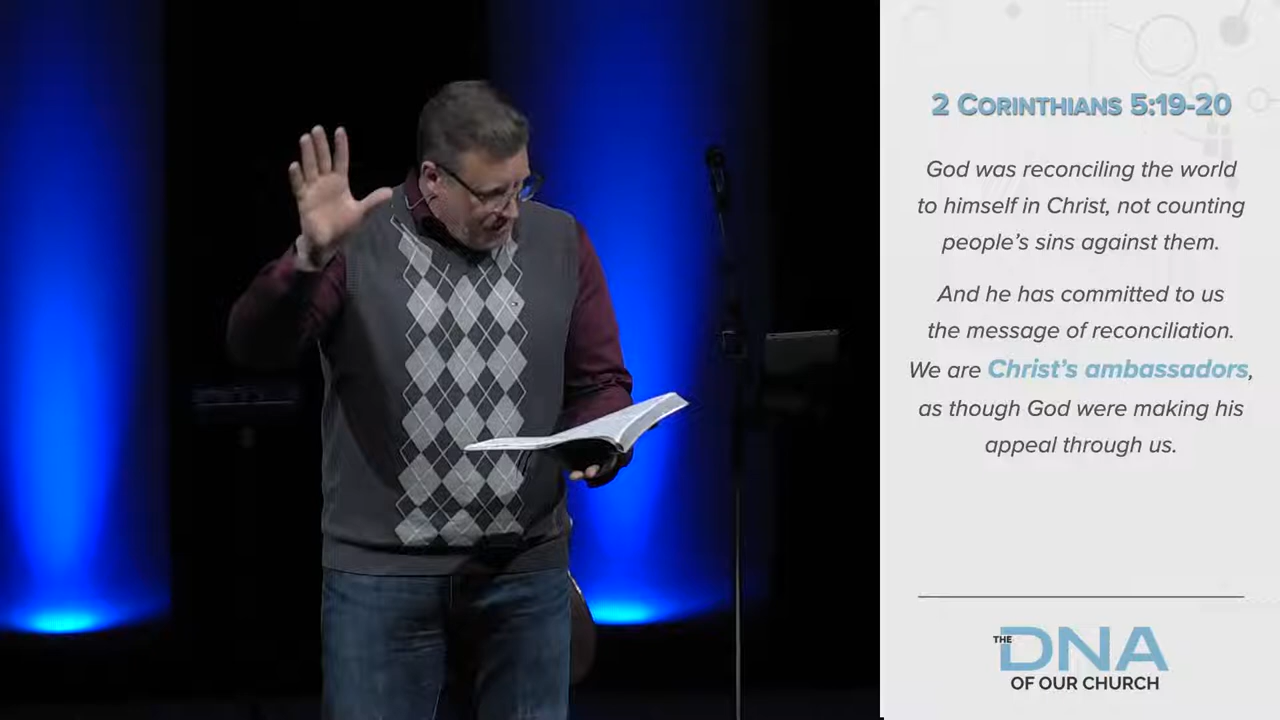 2 Corinthians 5:19-20
God was reconciling the world
to himself in Christ, not counting
people’s sins against them.
And he has committed to us
the message of reconciliation.
We are Christ’s ambassadors,
as though God were making his
appeal through us.
THE DNA
OF OUR CHURCH